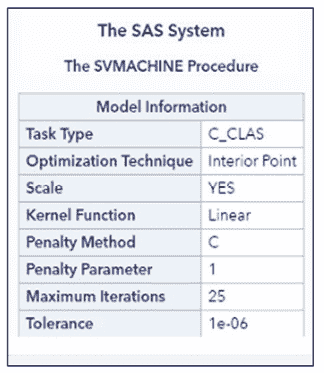 The SAS System
The SVMACHINE Procedure
Model Information
Task Type C_CLAS
Optimization Technique Interior Point
Scale YES
Kernel Function Linear
Penalty Method C
Penalty Parameter 1
Maximum Iterations 25
Tolerance 1e-06